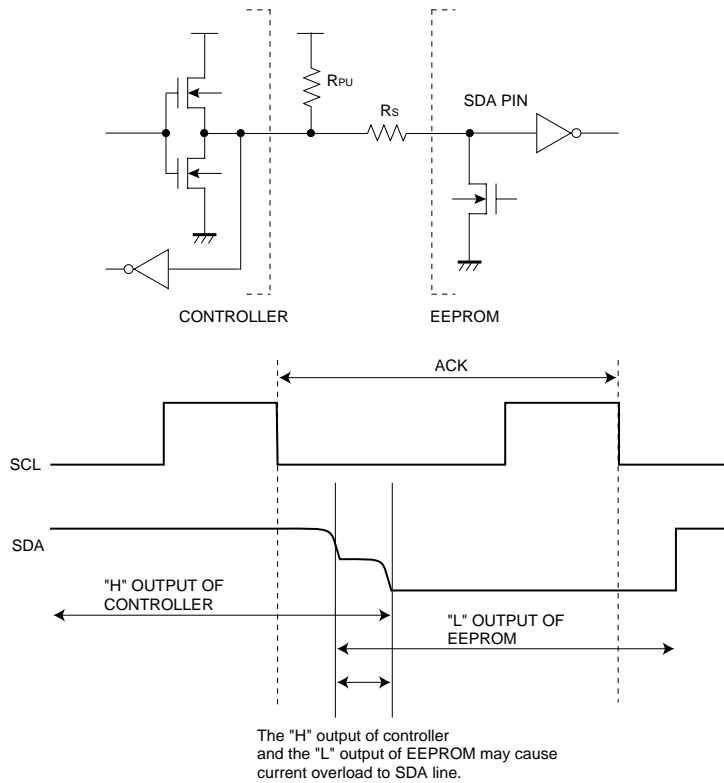 RPU
RS
SDA PIN
CONTROLLER
EEPROM
ACK
SCL
SDA
"H" OUTPUT OF
CONTROLLER
"L" OUTPUT OF
EEPROM
The "H" output of controller
and the "L" output of EEPROM may cause
current overload to SDA line.